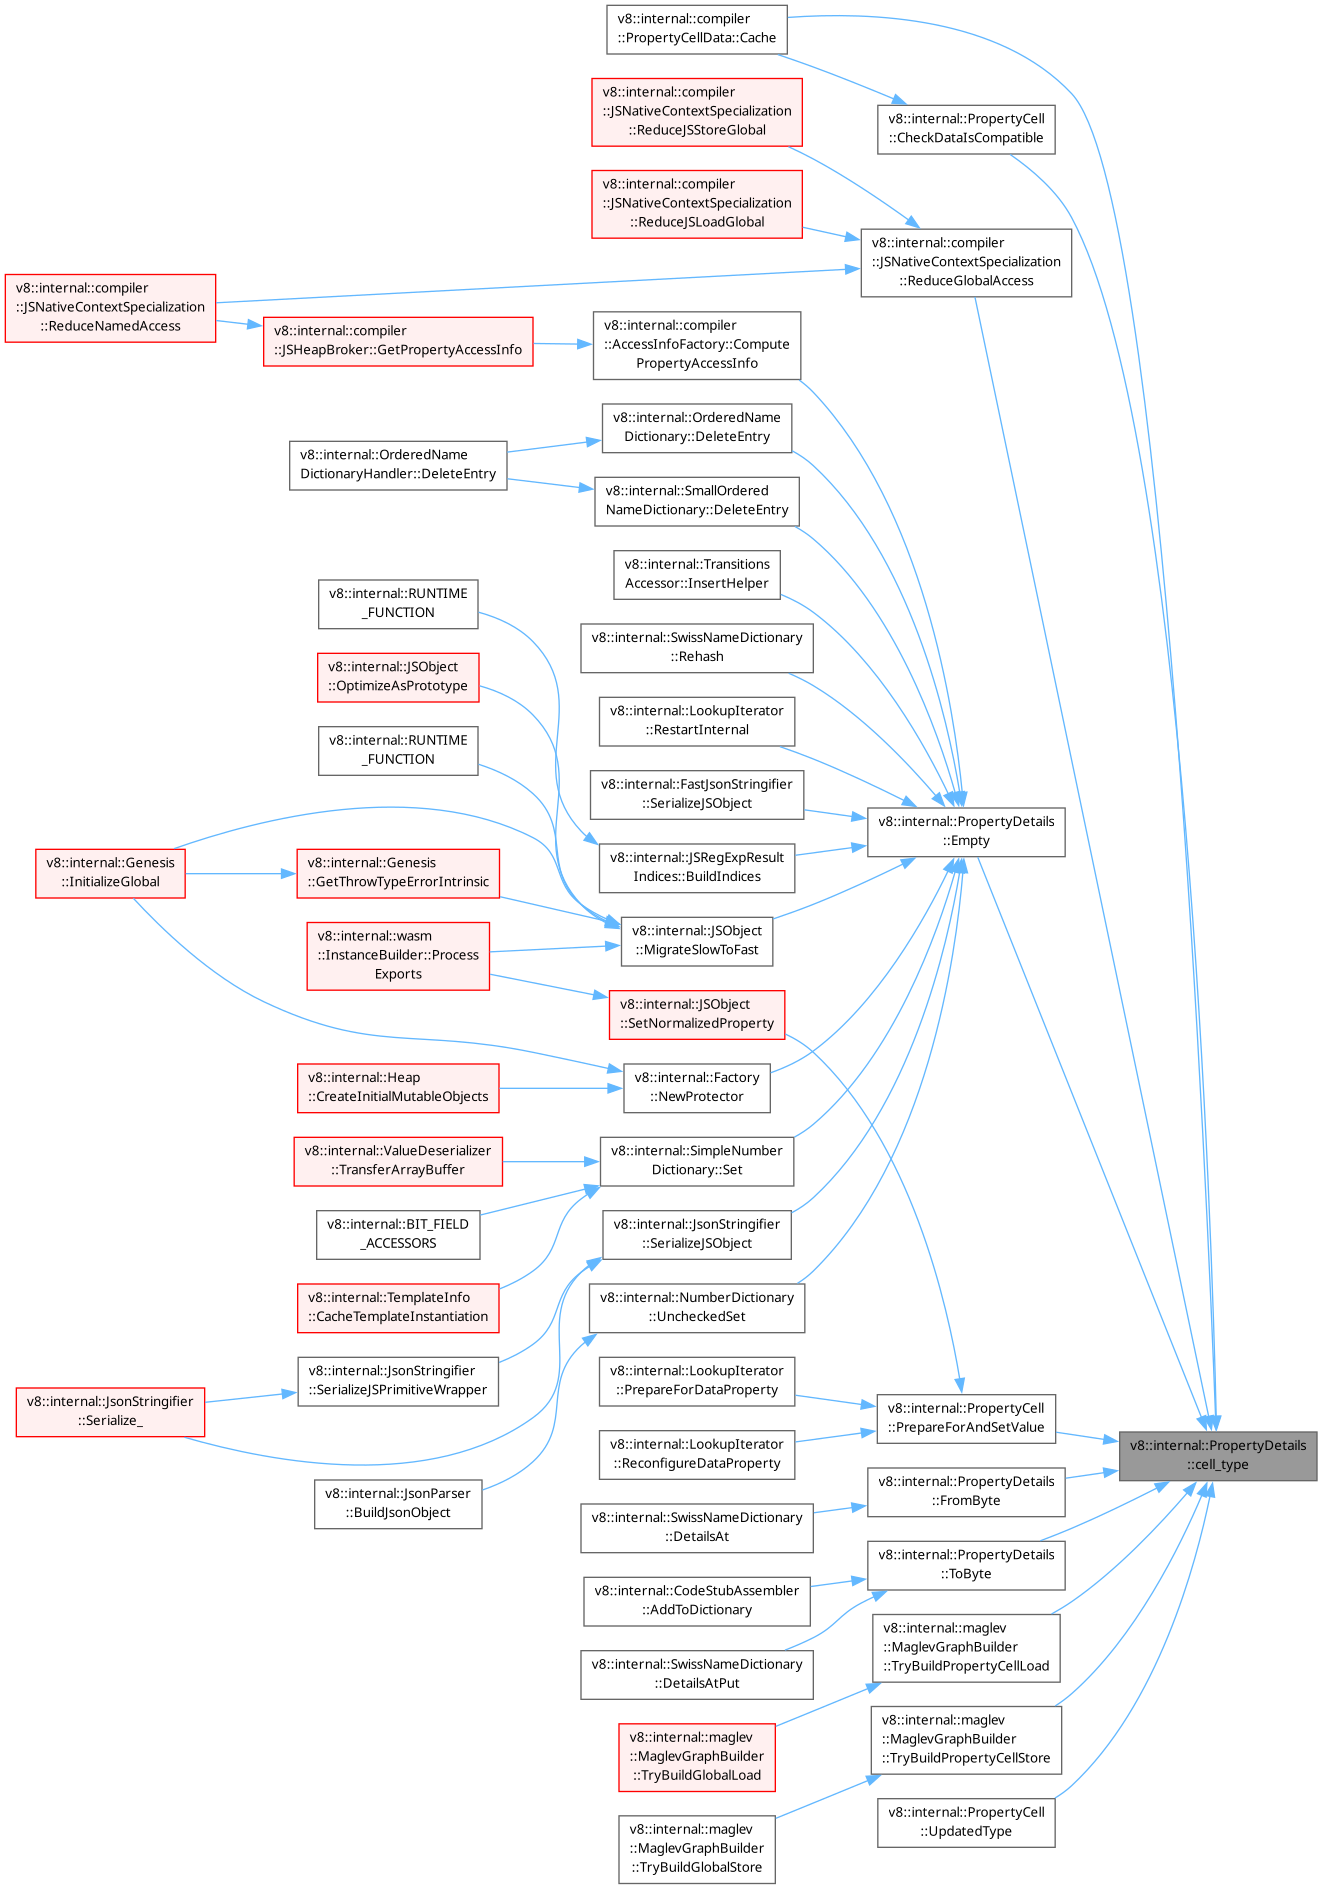 v8::internal::compiler
::PropertyCellData::Cache
v8::internal::compiler
::JSNativeContextSpecialization
::ReduceJSStoreGlobal
v8::internal::PropertyCell
::CheckDataIsCompatible
v8::internal::compiler
::JSNativeContextSpecialization
::ReduceJSLoadGlobal
v8::internal::compiler
::JSNativeContextSpecialization
::ReduceGlobalAccess
v8::internal::compiler
::JSNativeContextSpecialization
::ReduceNamedAccess
v8::internal::compiler
::JSHeapBroker::GetPropertyAccessInfo
v8::internal::compiler
::AccessInfoFactory::Compute
PropertyAccessInfo
v8::internal::OrderedName
Dictionary::DeleteEntry
v8::internal::OrderedName
DictionaryHandler::DeleteEntry
v8::internal::SmallOrdered
NameDictionary::DeleteEntry
v8::internal::Transitions
Accessor::InsertHelper
v8::internal::RUNTIME
_FUNCTION
v8::internal::SwissNameDictionary
::Rehash
v8::internal::JSObject
::OptimizeAsPrototype
v8::internal::LookupIterator
::RestartInternal
v8::internal::RUNTIME
_FUNCTION
v8::internal::FastJsonStringifier
::SerializeJSObject
v8::internal::PropertyDetails
::Empty
v8::internal::Genesis
::InitializeGlobal
v8::internal::Genesis
::GetThrowTypeErrorIntrinsic
v8::internal::JSRegExpResult
Indices::BuildIndices
v8::internal::JSObject
::MigrateSlowToFast
v8::internal::wasm
::InstanceBuilder::Process
Exports
v8::internal::JSObject
::SetNormalizedProperty
v8::internal::Heap
::CreateInitialMutableObjects
v8::internal::Factory
::NewProtector
v8::internal::ValueDeserializer
::TransferArrayBuffer
v8::internal::SimpleNumber
Dictionary::Set
v8::internal::BIT_FIELD
_ACCESSORS
v8::internal::JsonStringifier
::SerializeJSObject
v8::internal::TemplateInfo
::CacheTemplateInstantiation
v8::internal::NumberDictionary
::UncheckedSet
v8::internal::JsonStringifier
::Serialize_
v8::internal::JsonStringifier
::SerializeJSPrimitiveWrapper
v8::internal::LookupIterator
::PrepareForDataProperty
v8::internal::PropertyCell
::PrepareForAndSetValue
v8::internal::LookupIterator
::ReconfigureDataProperty
v8::internal::PropertyDetails
::cell_type
v8::internal::JsonParser
::BuildJsonObject
v8::internal::PropertyDetails
::FromByte
v8::internal::SwissNameDictionary
::DetailsAt
v8::internal::PropertyDetails
::ToByte
v8::internal::CodeStubAssembler
::AddToDictionary
v8::internal::maglev
::MaglevGraphBuilder
::TryBuildPropertyCellLoad
v8::internal::SwissNameDictionary
::DetailsAtPut
v8::internal::maglev
::MaglevGraphBuilder
::TryBuildPropertyCellStore
v8::internal::maglev
::MaglevGraphBuilder
::TryBuildGlobalLoad
v8::internal::PropertyCell
::UpdatedType
v8::internal::maglev
::MaglevGraphBuilder
::TryBuildGlobalStore